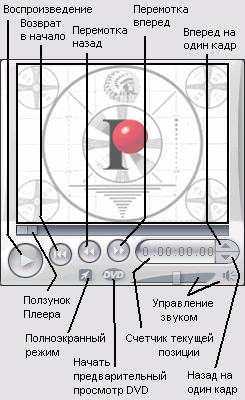 Воспроизведение
Возврат
в начало
Перемотка
назад
Перемотка
вперед
Вперед на
один кадр
I
0:00:00.00
DVD
Ползунок
Плеера
Полноэкранный
режим
Начать
предварительный
просмотр DVD
Счетчик текущей
позиции
Управление
звуком
Назад на
один кадр